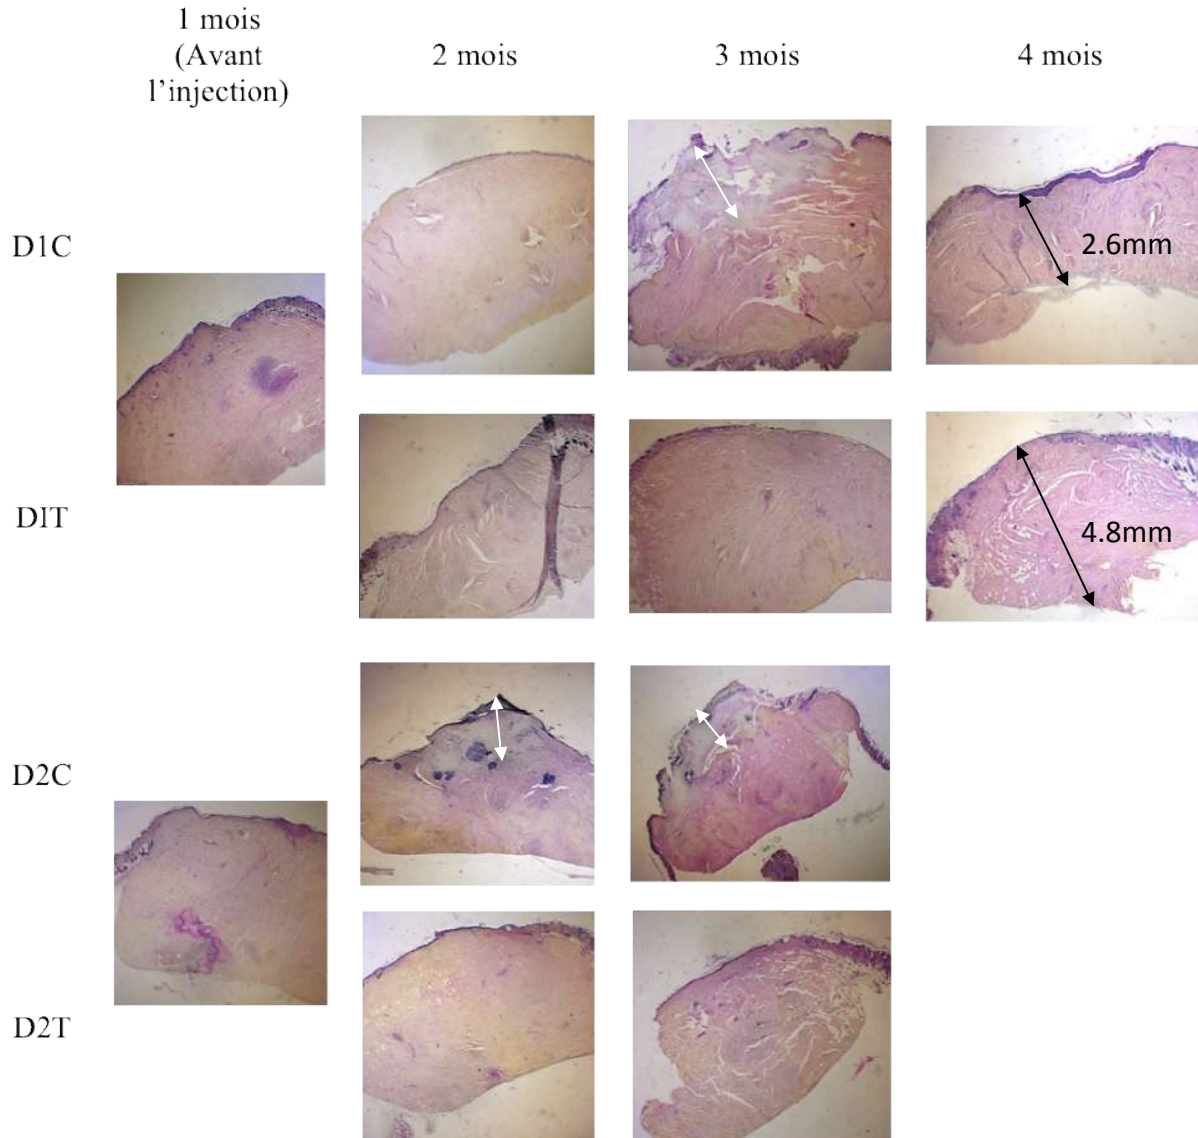 1 mois
(Avant
l'injection)
2 mois
3 mois
4 mois
D1C
2.6mm
D1T
4.8mm
D2C
D2T